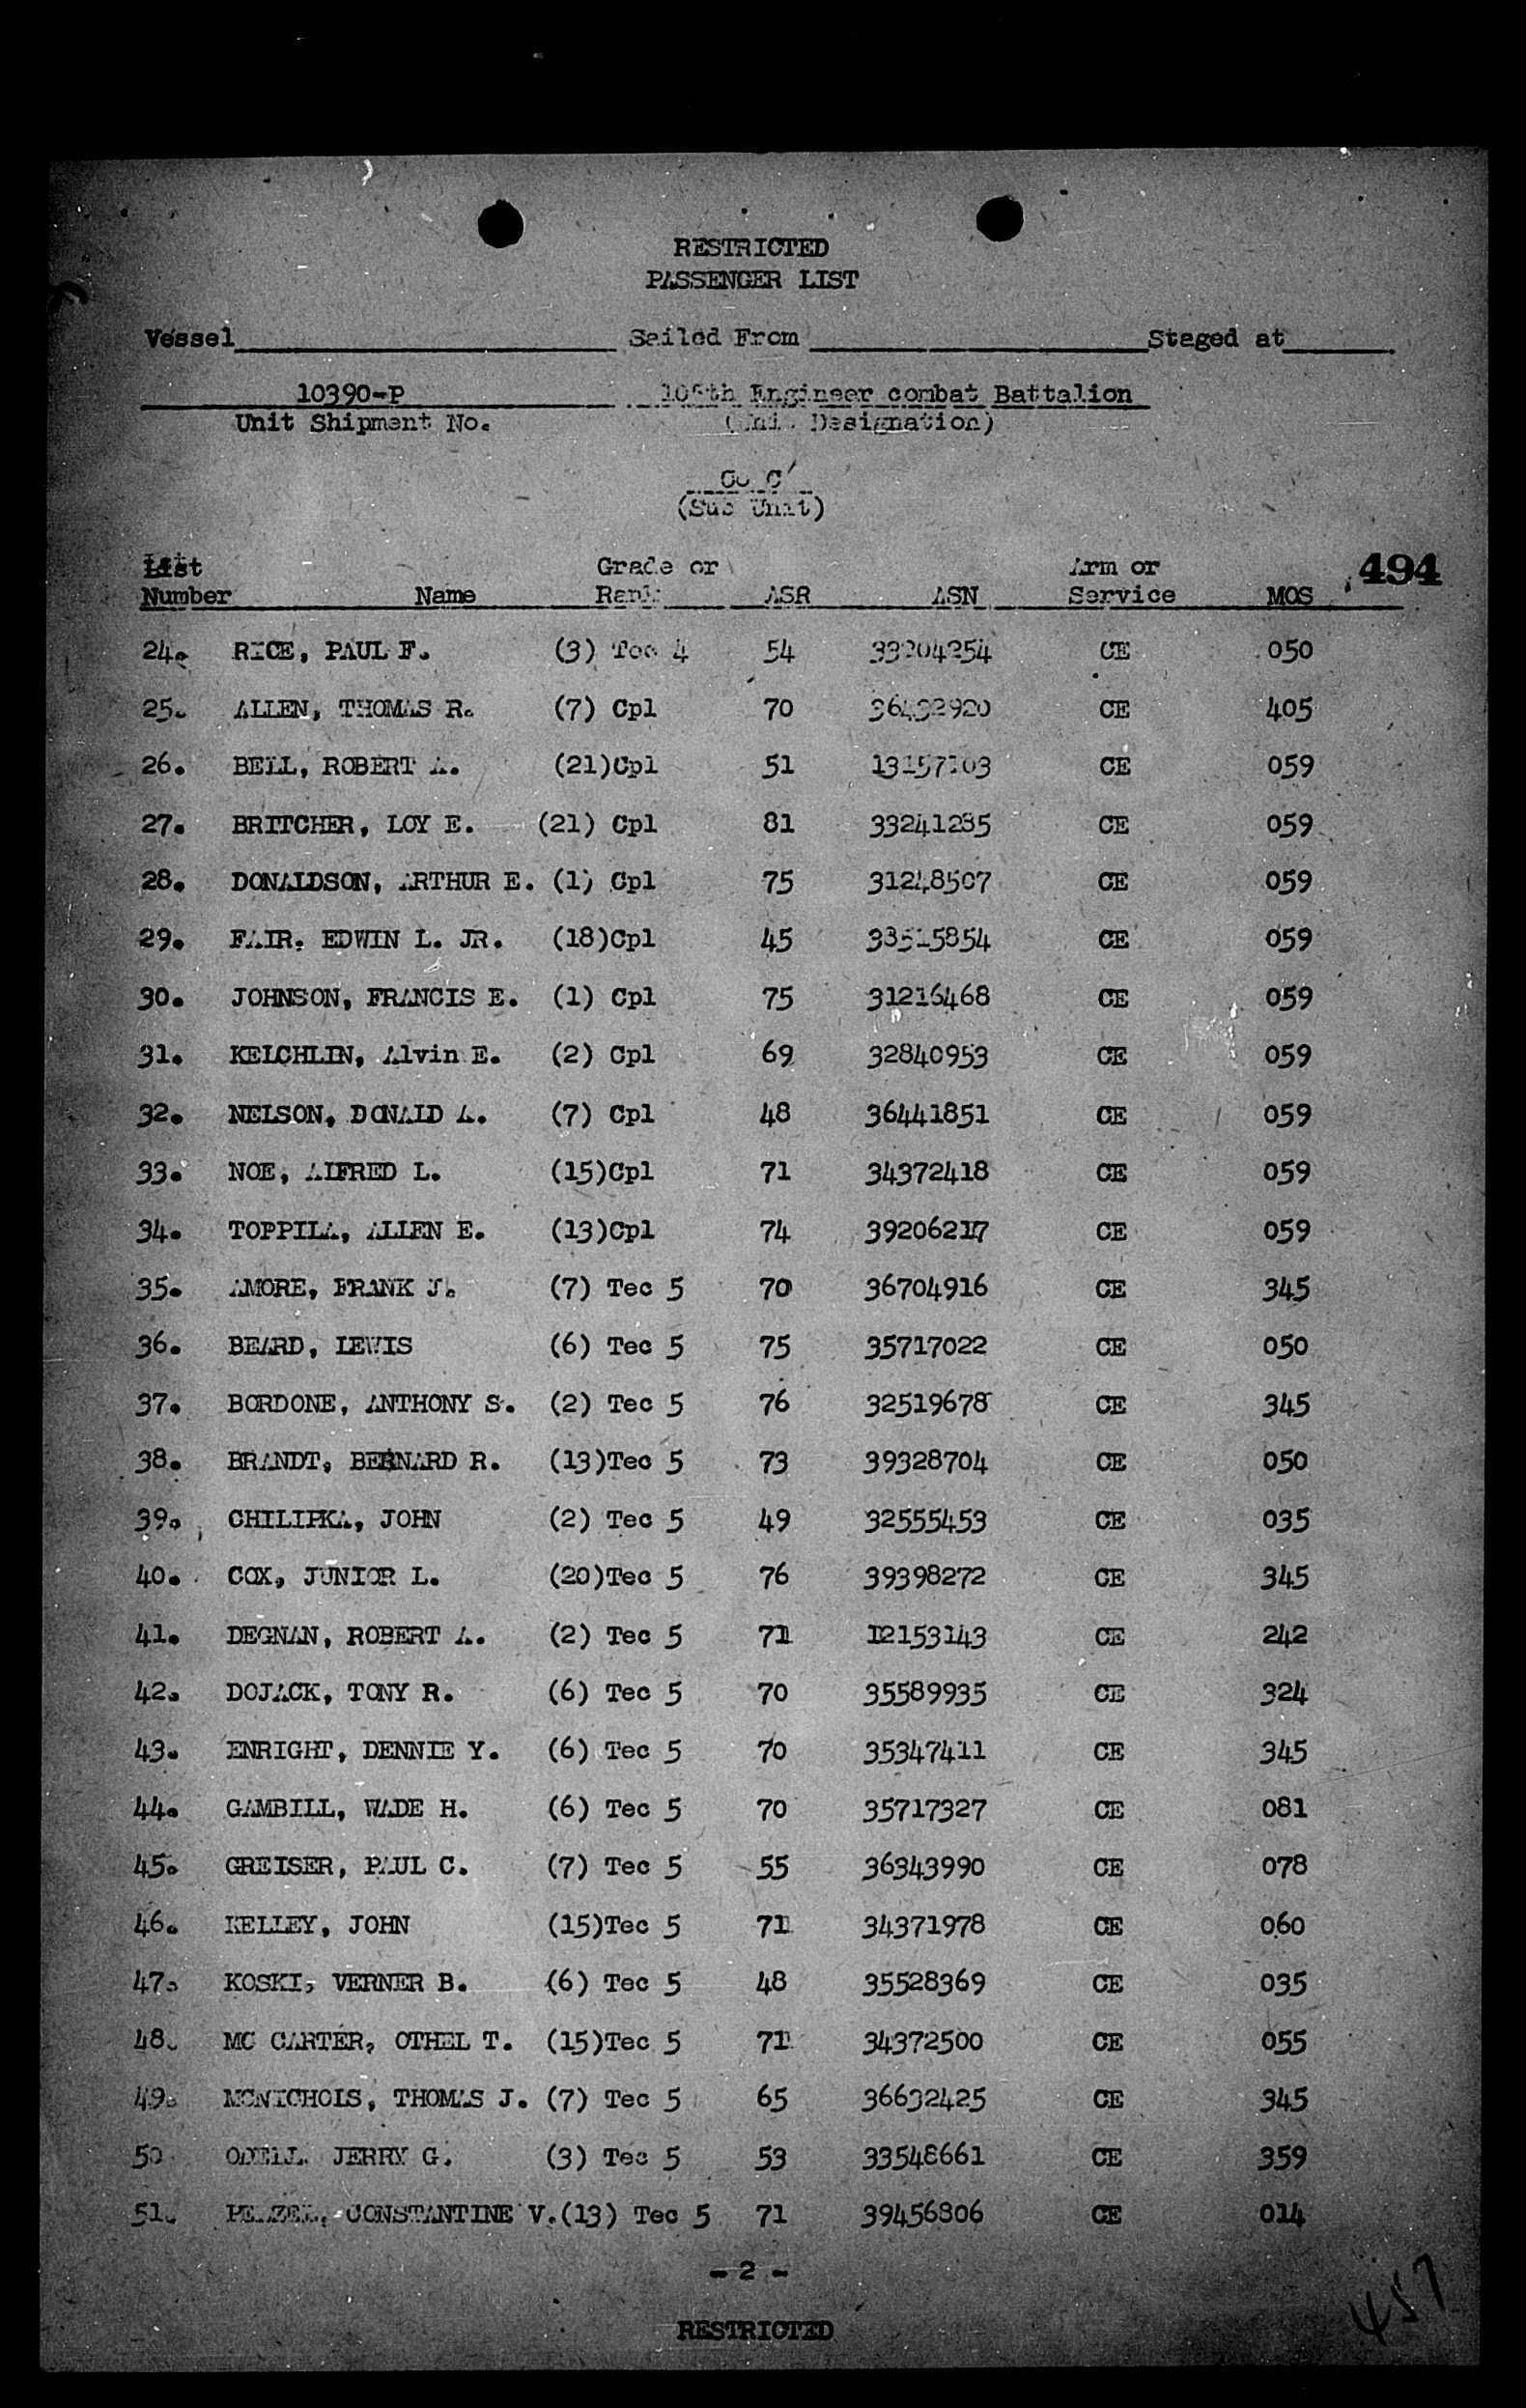 RESTRICTED
PASSENGER LIST
Vessel Sailed From Staged at
10390-P Engineer combat Battalion
Unit Shipment No. Designation)
Co C
(Sub Unit)
List Grade or Arm or 494
Number Name Rank ASR ASN Service MOS
24. RICE, PAUL F. (3) Tec 4 54 33204254 CE 050
25. ALLEN, THOMAS R. (7) Cpl 70 36432920 CE 405
26. BELL, ROBERT A. (21)Cpl 51 CE 059
27. BRITCHER, LOY E. (21) Cpl 81 33241285 CE 059
28. DONALDSON, ARTHUR E. (1) Cpl 75 31248507 CE 059
29. FAIR, EDWIN L. JR. (18)Cpl 45 CE 059
30. JOHNSON, FRANCIS E. (1) Cpl 75 31216468 CE 059
31. KELCHLIN, Alvin E. (2) Cpl 69 32840953 CE 059
32. NELSON, DONALD A. (7) Cpl 48 36441851 CE 059
33. NOE, ALFRED L. (15)Cpl 71 34372418 CE 059
34. TOPPILA, ALLEN E. (13)Cpl 74 39206217 CE 059
35. AMORE, FRANK J. (7) Tec 5 70 36704916 CE 345
36. BEARD, LEWIS (6) Tec 5 75 35717022 CE 050
37. BORDONE, ANTHONY S. (2) Tec 5 76 32519678 CE 345
38. BRANDT, BERNARD R. (13)Tec 5 73 39328704 CE 050
39. CHILIPKA, JOHN (2) Tec 5 49 32555453 CE 035
40. COX, JUNIOR L. (20)Tec 5 76 39398272 CE 345
41. DEGNAN, ROBERT A. (2) Tec 5 71 12153143 CE 242
42. DOJACK, TONY R. (6) Tec 5 70 35589935 CE 324
43. ENRIGHT, DENNIE Y. (6) Tec 5 70 35347411 CE 345
44. GAMBILL, WADE H. (6) Tec 5 70 35717327 CE 081
45. GREISER, PAUL C. (7) Tec 5 55 36343990 CE 078
46. KELLEY, JOHN (15)Tec 5 71 34371978 CE 060
47. KOSKI, VERNER B. (6) Tec 5 48 35528369 CE 035
48. MC CARTER, OTHEL T. (15)Tec 5 71 34372500 CE 055
49. MCNICHOLS, THOMAS J. (7) Tec 5 65 36632425 CE 345
50 ODELL JERRY G. (3) Tec 5 53 33548661 CE 359
51. CONSTANTINE V.(13) Tec 5 71 39456806 CE 014
- 2 -
457
RESTRICTED